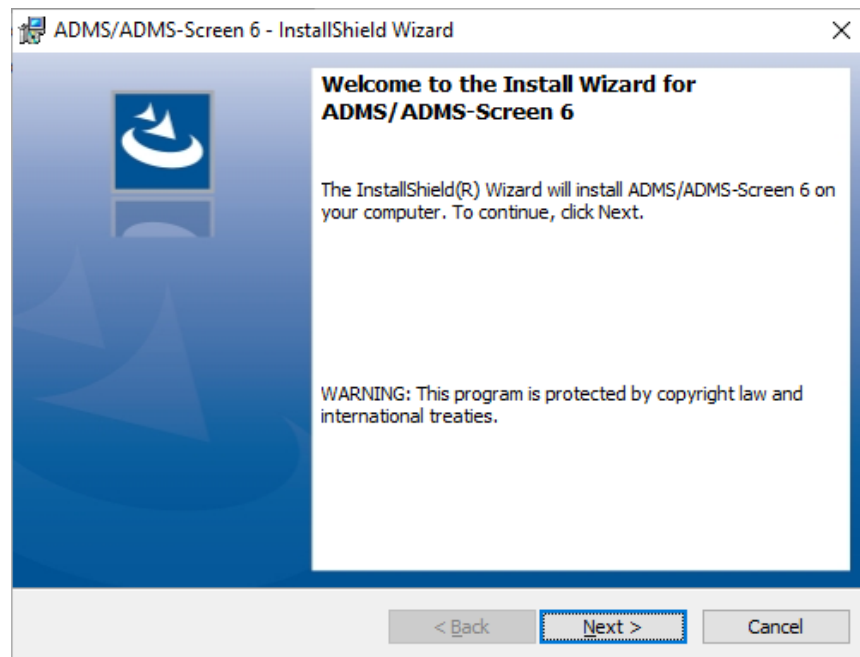 ADMS/ADMS-Screen 6 - InstallShield Wizard
Welcome to the Install Wizard for
ADMS/ADMS-Screen 6
The InstallShield(R) Wizard will install ADMS/ADMS-Screen 6 on
your computer. To continue, click Next.
WARNING: This program is protected by copyright law and
international treaties.
< Back Next > Cancel